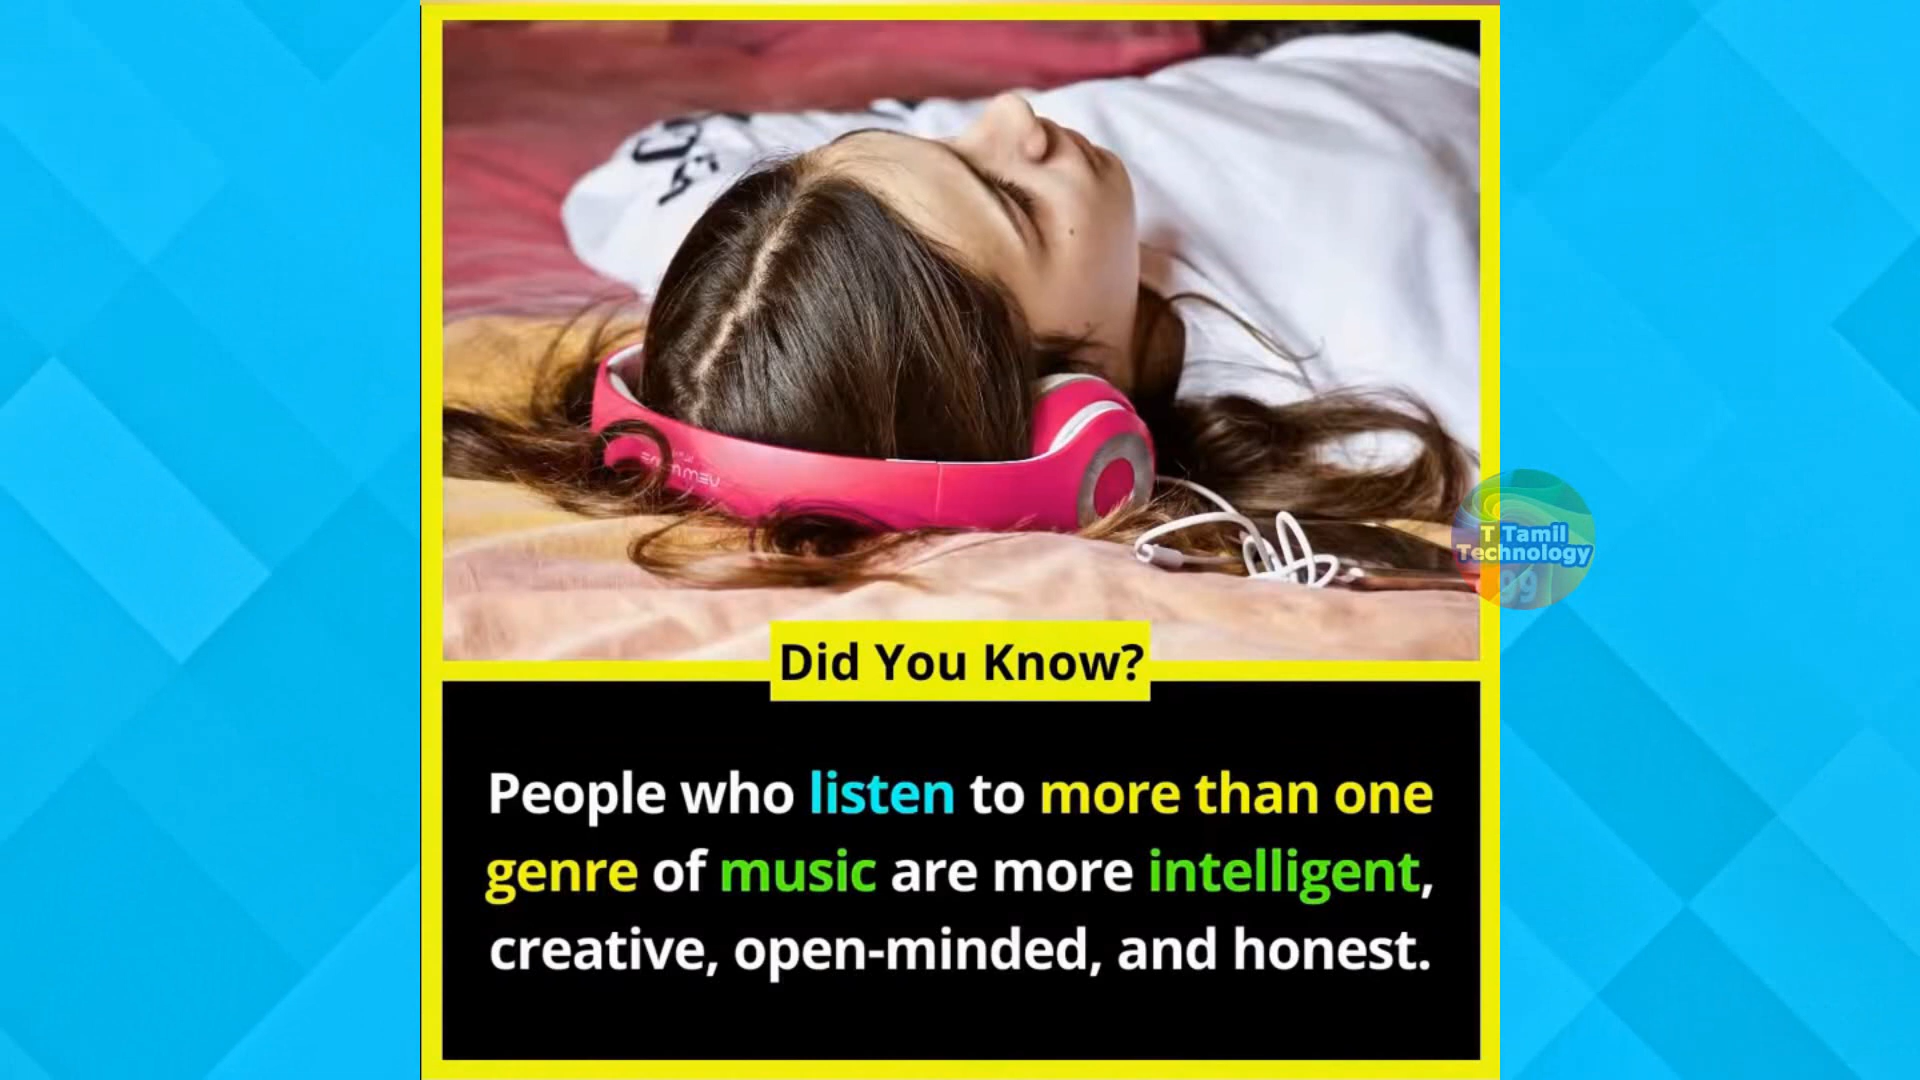 T Tamil
Technology
99
Did You Know?
People who listen to more than one
genre of music are more intelligent,
creative, open-minded, and honest.